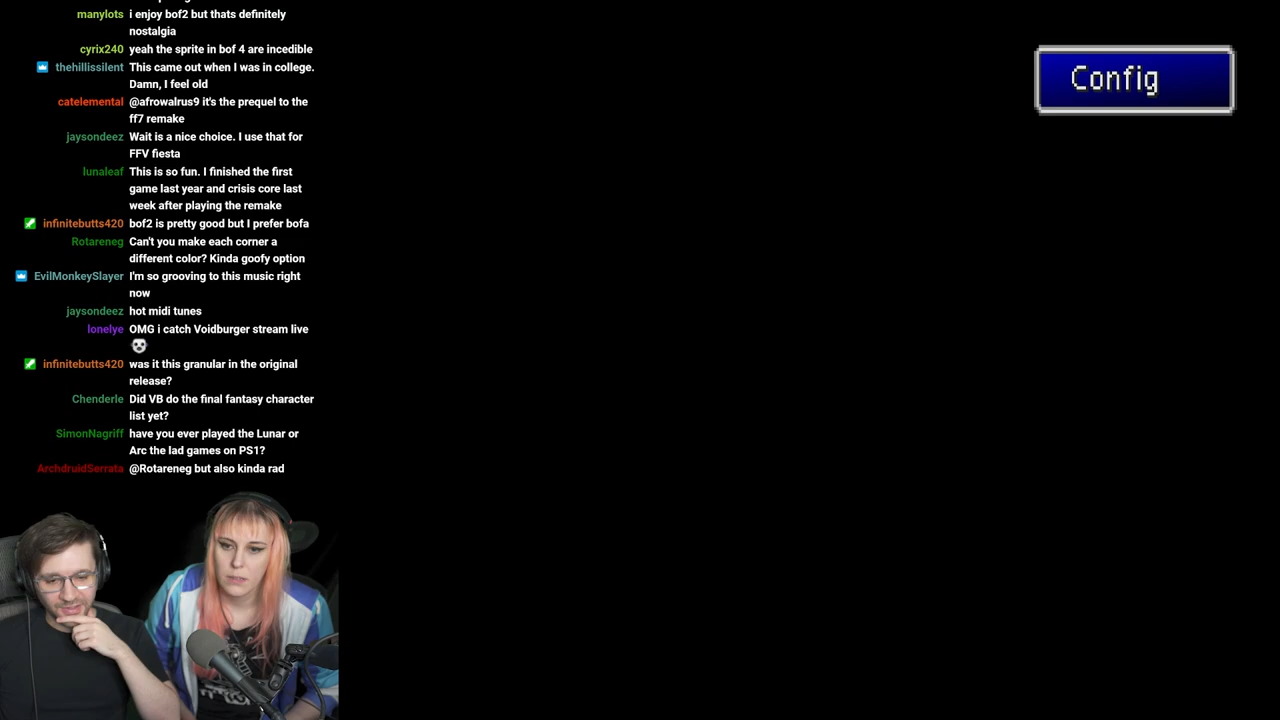 manylots i enjoy bof2 but thats definitely
nostalgia
cyrix240 yeah the sprite in bof 4 are incedible
thehillissilent This came out when I was in college.
Damn, I feel old
catelemental @afrowalrus9 it's the prequel to the
ff7 remake
jaysondeez Wait is a nice choice. I use that for
FFV fiesta
lunaleaf This is so fun. I finished the first
game last year and crisis core last
week after playing the remake
infinitebutts420 bof2 is pretty good but I prefer bofa
Rotareneg Can't you make each corner a
different color? Kinda goofy option
EvilMonkeySlayer I'm so grooving to this music right
now
jaysondeez hot midi tunes
lonelye OMG i catch Voidburger stream live
infinitebutts420 was it this granular in the original
release?
Chenderle Did VB do the final fantasy character
list yet?
SimonNagriff have you ever played the Lunar or
Arc the lad games on PS1?
ArchdruidSerrata @Rotareneg but also kinda rad
Config